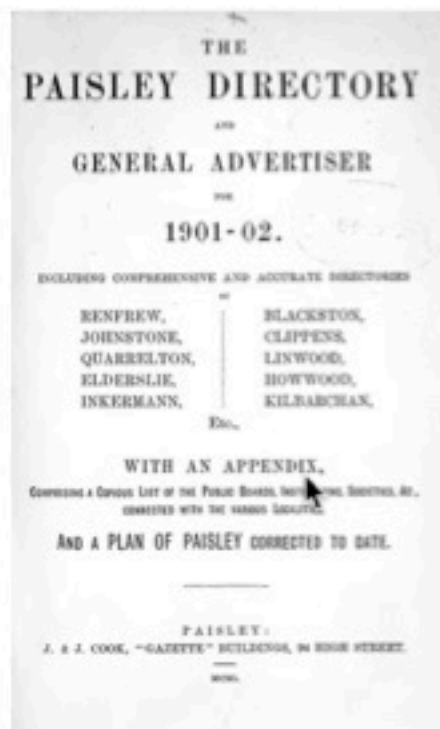 THE
PAISLEY DIRECTORY
AND
GENERAL ADVERTISER
FOR
1901-02.
INCLUDING COMPREHENSIVE AND ACCURATE DIRECTORIES
OF
RENFREW,
JOHNSTONE,
QUARRELTON,
ELDERSLIE,
INKERMANN,
BLACKSTON,
CLIPPENS,
LINWOOD,
HOWWOOD,
KILBARCHAN,
ETC.,
WITH AN APPENDIX,
COMPRISING A COPIOUS LIST OF THE PUBLIC BOARDS, INSTITUTIONS, SOCIETIES, &C.,
CONNECTED WITH THE VARIOUS LOCALITIES,
AND A PLAN OF PAISLEY CORRECTED TO DATE.
PAISLEY:
J. & J. COOK, "GAZETTE" BUILDINGS, 94 HIGH STREET.